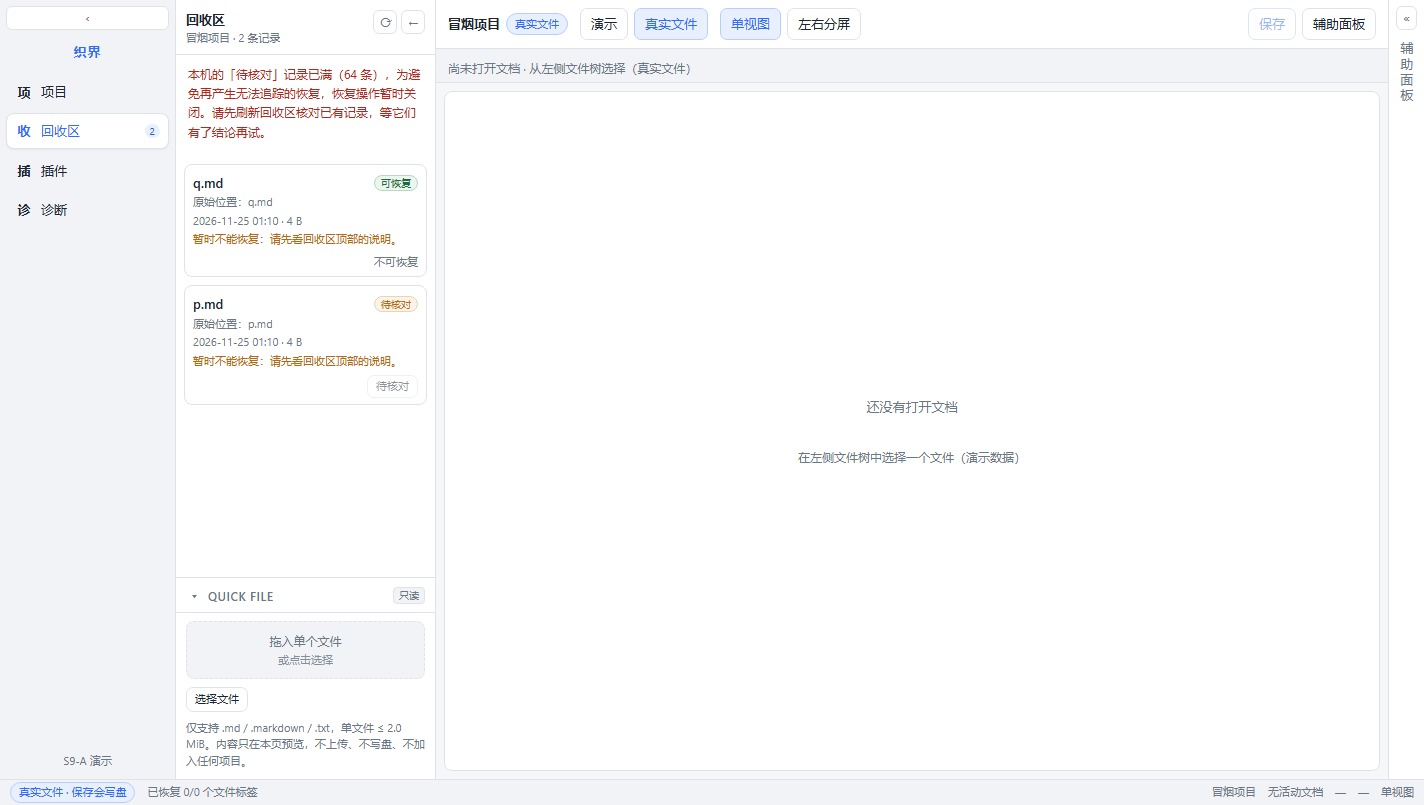 ‹
织界
项 项目
收 回收区 2
插 插件
诊 诊断
S9-A 演示
回收区
冒烟项目 · 2 条记录
⟳ ←
本机的「待核对」记录已满（64 条），为避
免再产生无法追踪的恢复，恢复操作暂时关
闭。请先刷新回收区核对已有记录，等它们
有了结论再试。
q.md 可恢复
原始位置：q.md
2026-11-25 01:10 · 4 B
暂时不能恢复：请先看回收区顶部的说明。
不可恢复
p.md 待核对
原始位置：p.md
2026-11-25 01:10 · 4 B
暂时不能恢复：请先看回收区顶部的说明。
待核对
▾ QUICK FILE 只读
拖入单个文件
或点击选择
选择文件
仅支持 .md / .markdown / .txt，单文件 ≤ 2.0
MiB。内容只在本页预览，不上传、不写盘、不加
入任何项目。
冒烟项目 真实文件 演示 真实文件 单视图 左右分屏 保存 辅助面板
尚未打开文档 · 从左侧文件树选择（真实文件）
还没有打开文档
在左侧文件树中选择一个文件（演示数据）
«
辅
助
面
板
真实文件 · 保存会写盘 已恢复 0/0 个文件标签 冒烟项目 无活动文档 — — 单视图